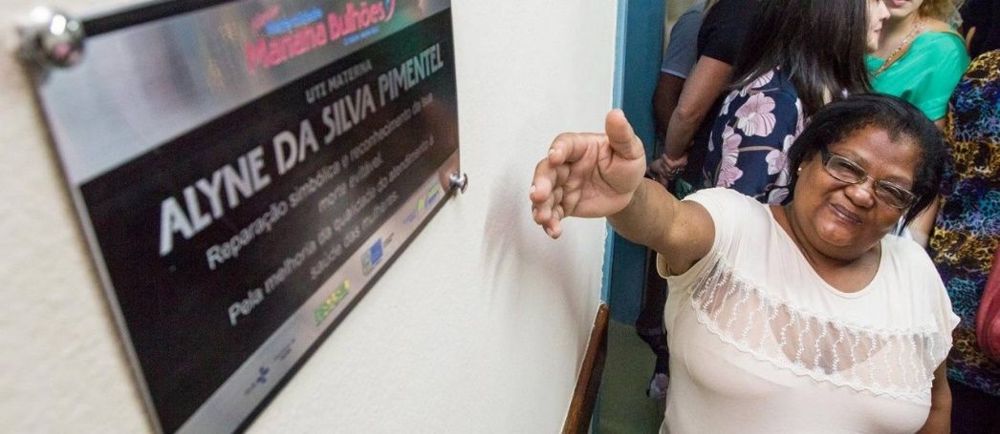 Mariana Bulhões
UTI MATERNA
ALYNE DA SILVA PIMENTEL
Reparação simbólica e reconhecimento da sua
morte evitável.
Pela melhoria da qualidade do atendimento à
saúde das mulheres.
SUS